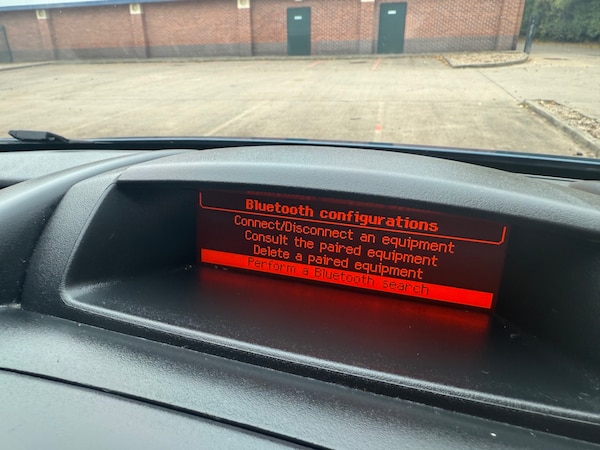 Bluetooth configurations
Connect/Disconnect an equipment
Consult the paired equipment
Delete a paired equipment
Perform a Bluetooth search